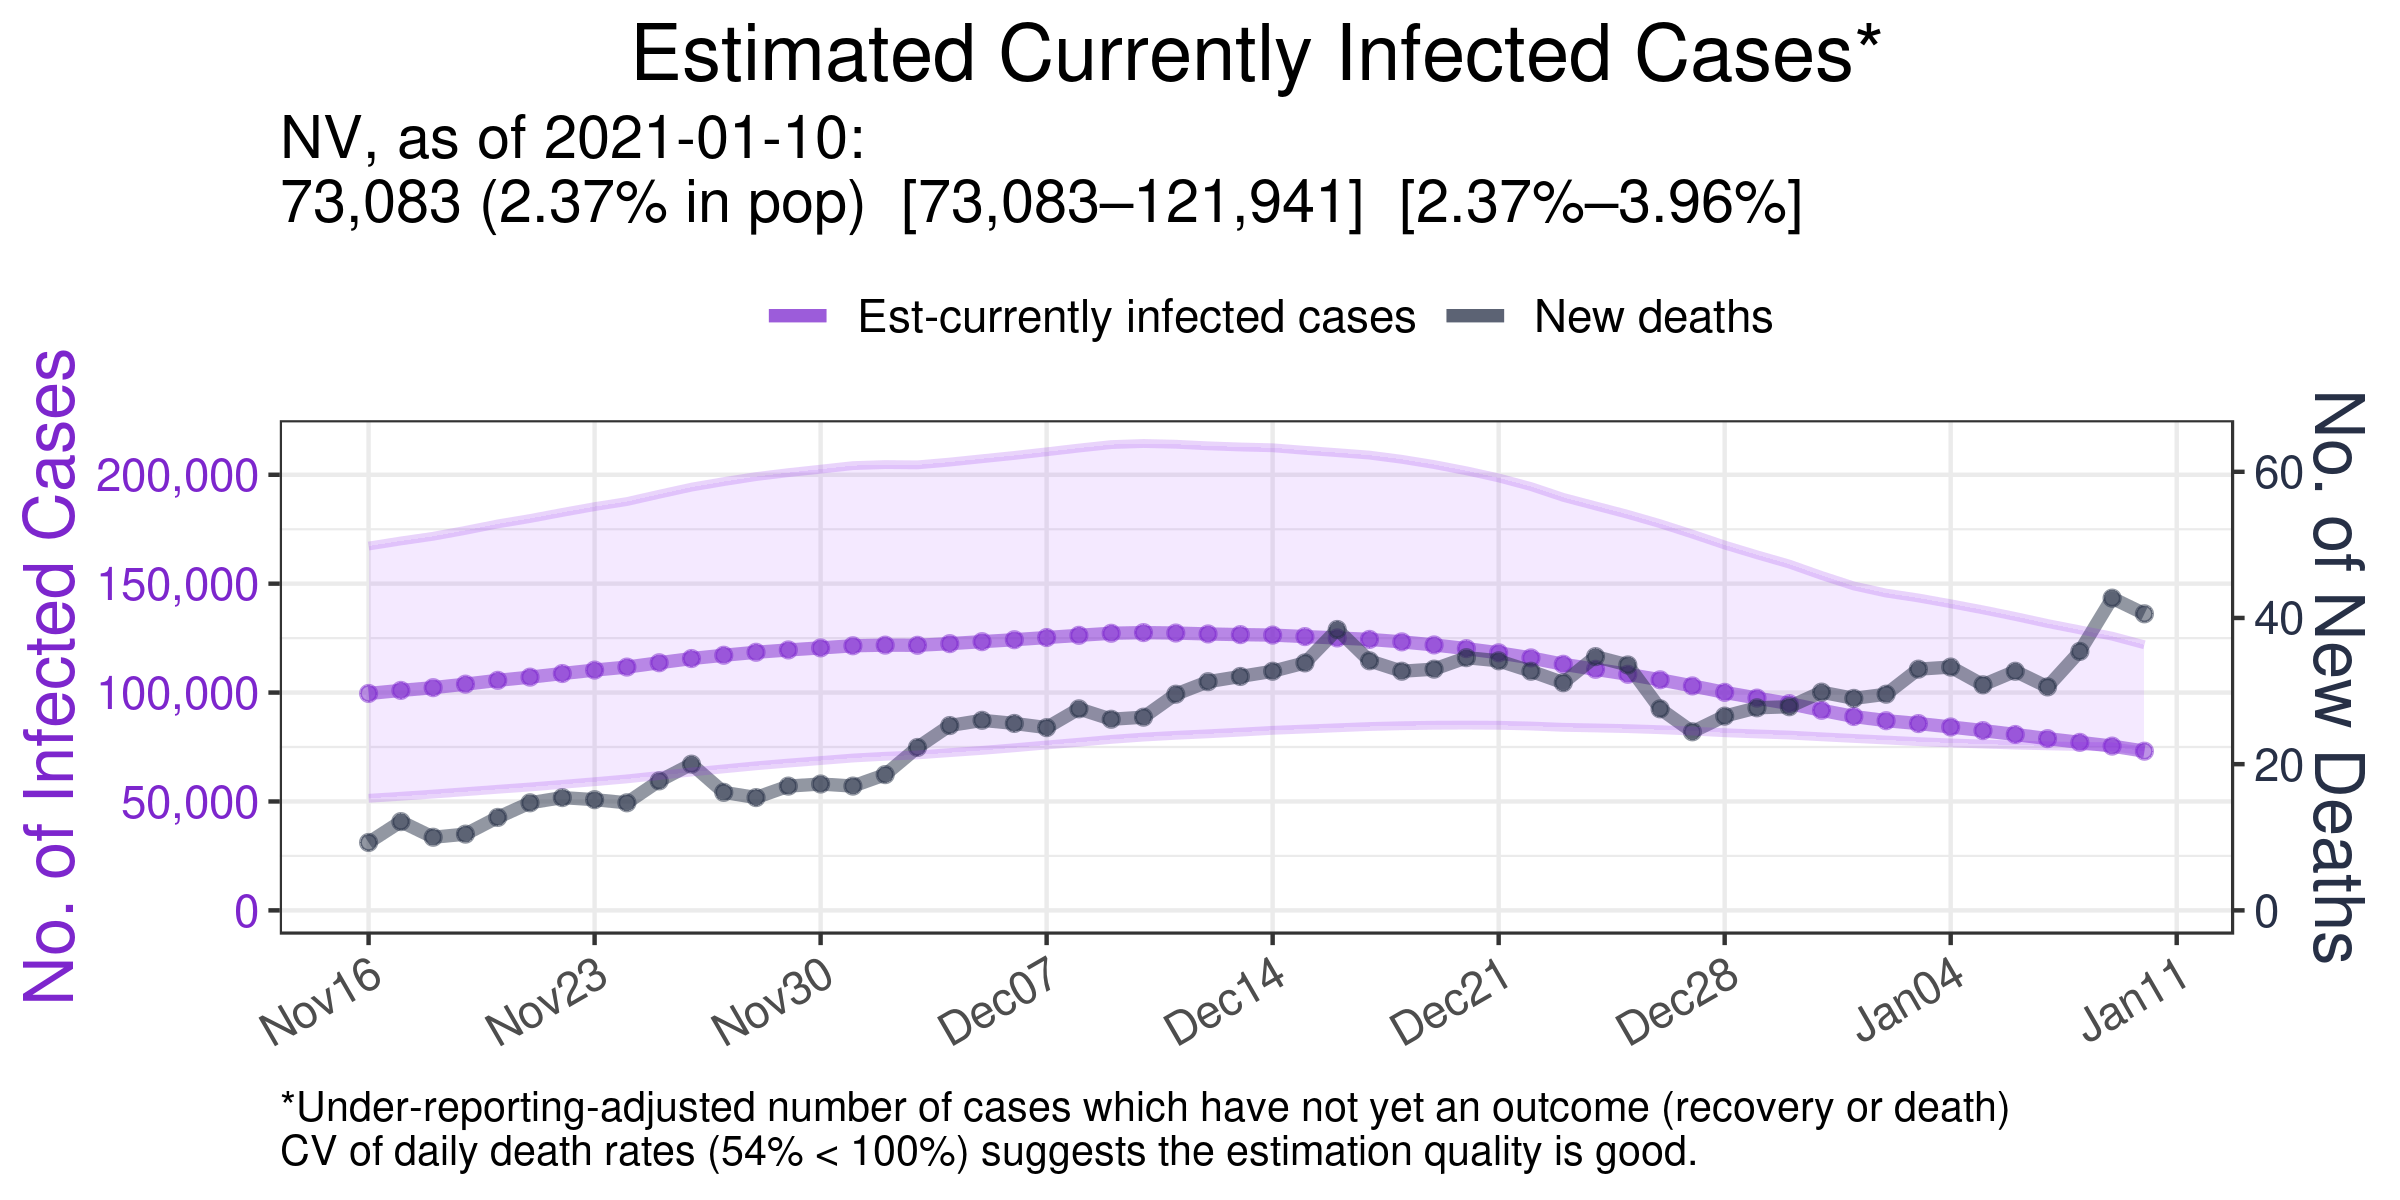 Estimated Currently Infected Cases*
NV, as of 2021-01-10:
73,083 (2.37% in pop)  [73,083–121,941]  [2.37%–3.96%]
Est-currently infected cases
New deaths
No. of Infected Cases
200,000
150,000
100,000
50,000
0
60
40
20
0
No. of New Deaths
Nov16
Nov23
Nov30
Dec07
Dec14
Dec21
Dec28
Jan04
Jan11
*Under-reporting-adjusted number of cases which have not yet an outcome (recovery or death)
CV of daily death rates (54% < 100%) suggests the estimation quality is good.